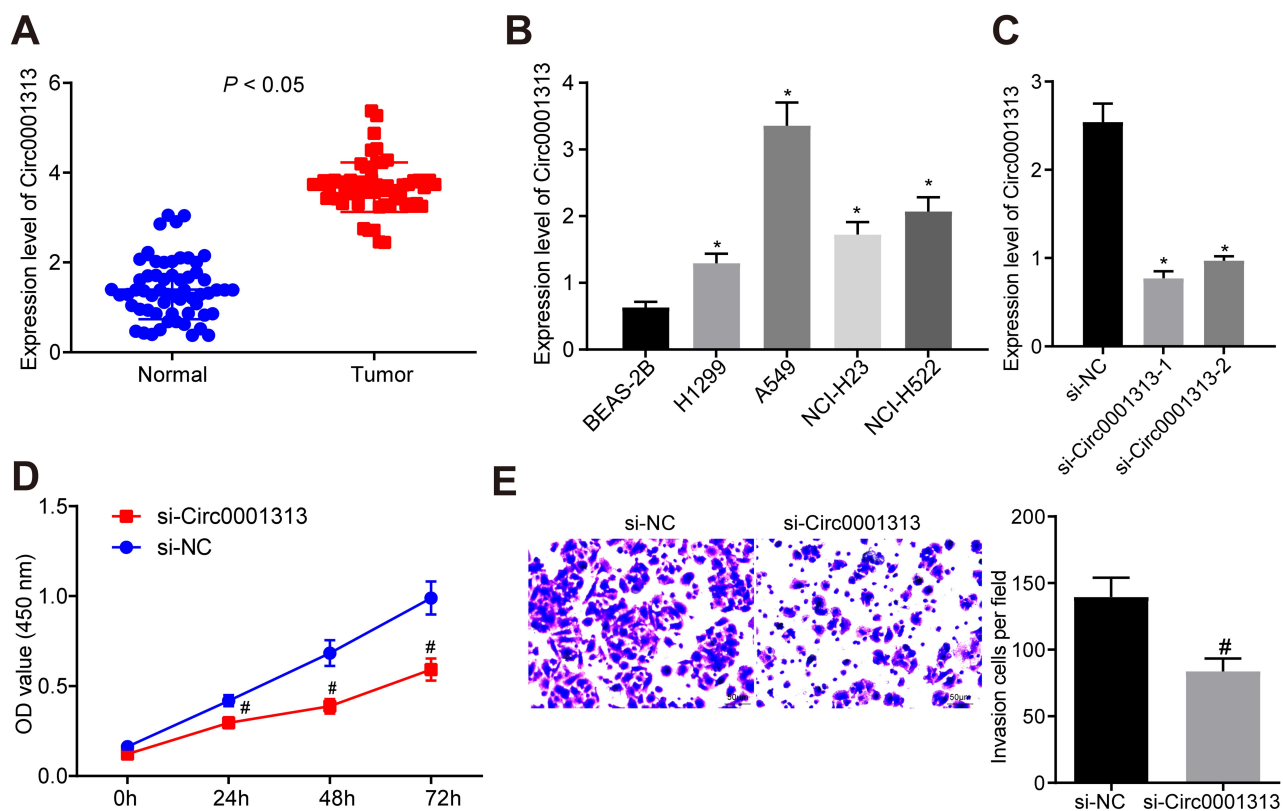 A
Expression level of Circ0001313
P < 0.05
6
4
2
0
Normal
Tumor
B
Expression level of Circ0001313
4
3
2
1
0
*
*
*
*
BEAS-2B
H1299
A549
NCI-H23
NCI-H522
C
Expression level of Circ0001313
3
2
1
0
*
*
si-NC
si-Circ0001313-1
si-Circ0001313-2
D
OD value (450 nm)
1.5
1.0
0.5
0.0
si-Circ0001313
si-NC
#
#
#
0h
24h
48h
72h
E
si-NC
si-Circ0001313
50um
50um
Invasion cells per field
200
150
100
50
0
#
si-NC
si-Circ0001313